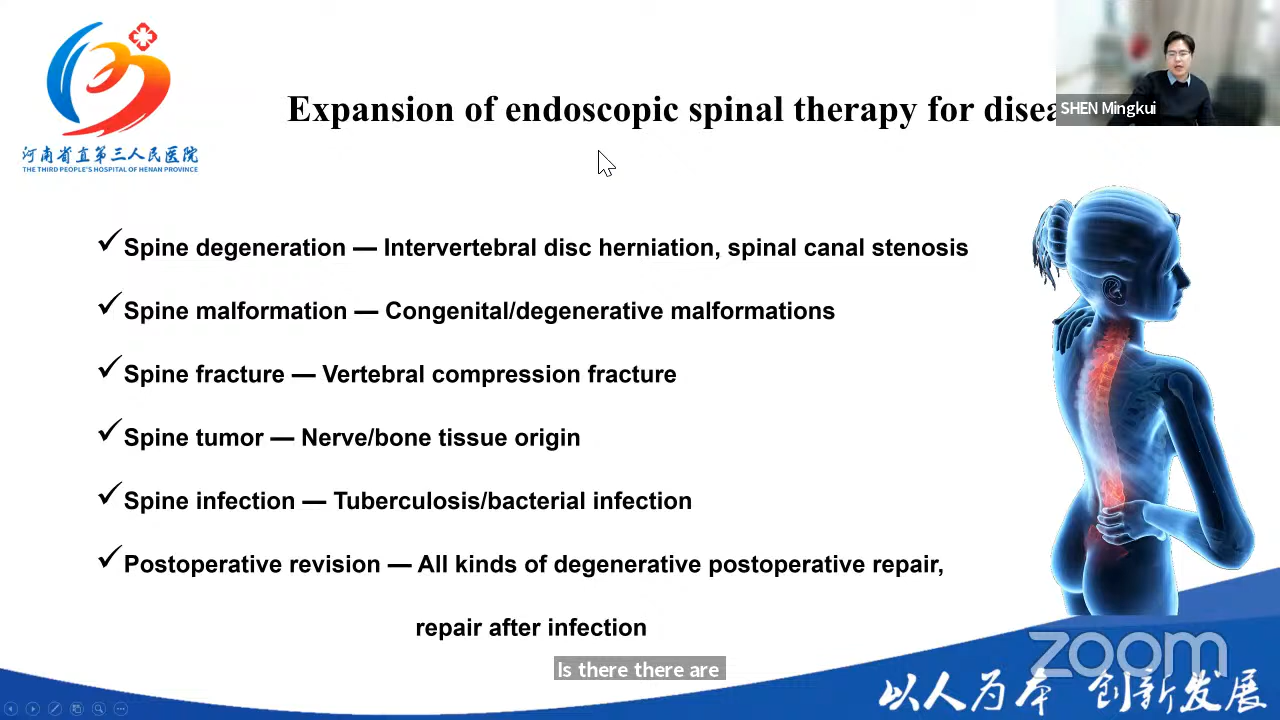 河南省直第三人民医院
THE THIRD PEOPLE'S HOSPITAL OF HENAN PROVINCE
Expansion of endoscopic spinal therapy for disea
SHEN Mingkui
✓Spine degeneration — Intervertebral disc herniation, spinal canal stenosis
✓Spine malformation — Congenital/degenerative malformations
✓Spine fracture — Vertebral compression fracture
✓Spine tumor — Nerve/bone tissue origin
✓Spine infection — Tuberculosis/bacterial infection
✓Postoperative revision — All kinds of degenerative postoperative repair,
repair after infection
Is there there are
zoom
以人为本 创新发展